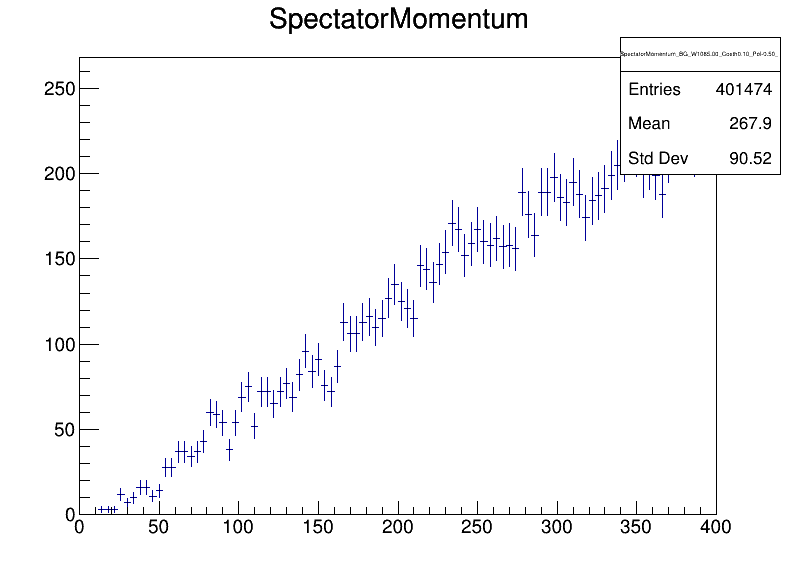 SpectatorMomentum
SpectatorMomentum_BG_W1085.00_Costh0.10_Pol-0.50_
Entries 401474
Mean 267.9
Std Dev 90.52
250
200
150
100
50
0
0 50 100 150 200 250 300 350 400